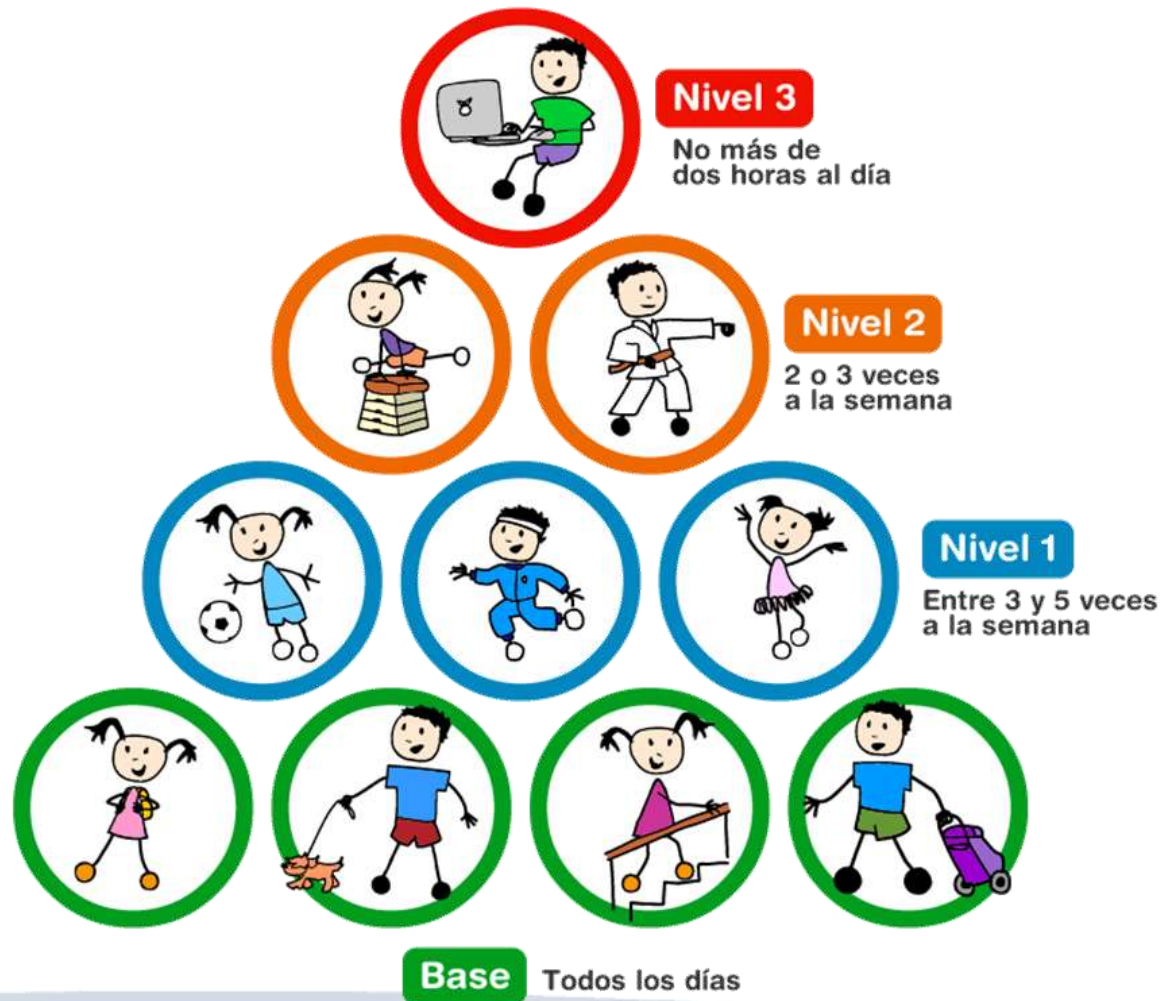 Nivel 3
No más de
dos horas al día
Nivel 2
2 o 3 veces
a la semana
Nivel 1
Entre 3 y 5 veces
a la semana
Base Todos los días